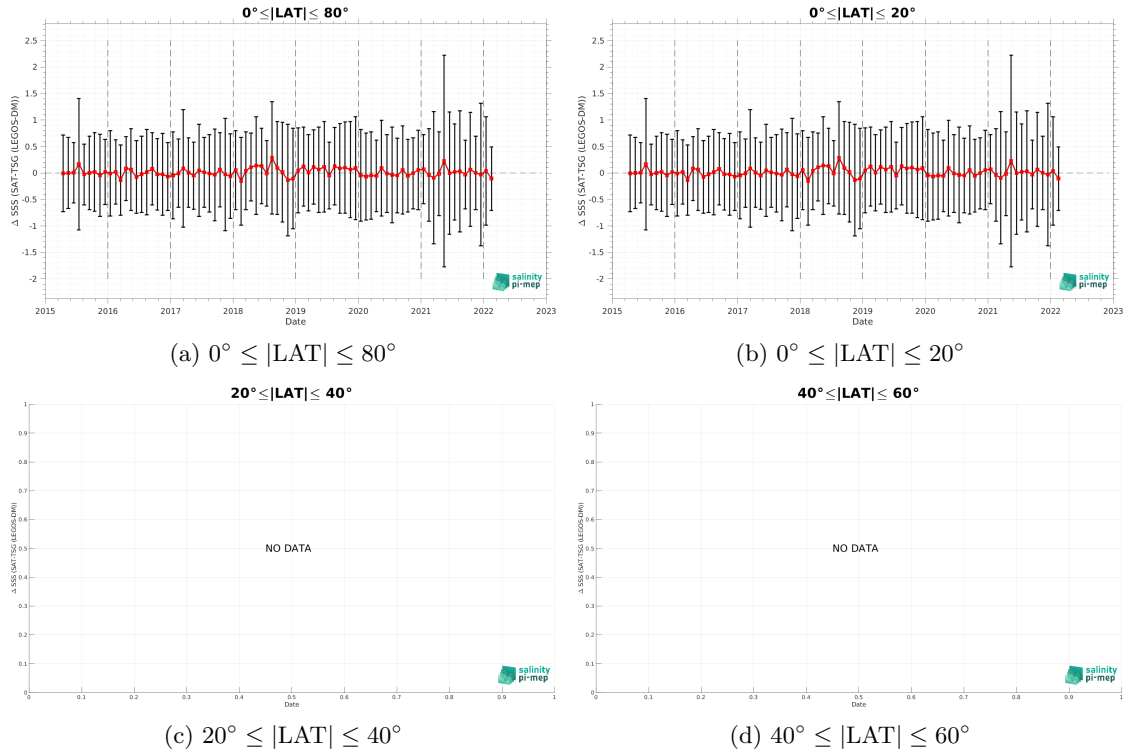 0°≤|LAT|≤ 80°
Δ SSS (SAT-TSG (LEGOS-DM))
2.5
2
1.5
1
0.5
0
-0.5
-1
-1.5
-2
salinity
pi-mep
2015 2016 2017 2018 2019 2020 2021 2022 2023
Date
(a) 0° ≤ |LAT| ≤ 80°
0°≤|LAT|≤ 20°
Δ SSS (SAT-TSG (LEGOS-DM))
2.5
2
1.5
1
0.5
0
-0.5
-1
-1.5
-2
salinity
pi-mep
2015 2016 2017 2018 2019 2020 2021 2022 2023
Date
(b) 0° ≤ |LAT| ≤ 20°
20°≤|LAT|≤ 40°
Δ SSS (SAT-TSG (LEGOS-DM))
1
0.9
0.8
0.7
0.6
0.5
0.4
0.3
0.2
0.1
0
NO DATA
salinity
pi-mep
0 0.1 0.2 0.3 0.4 0.5 0.6 0.7 0.8 0.9 1
Date
(c) 20° ≤ |LAT| ≤ 40°
40°≤|LAT|≤ 60°
Δ SSS (SAT-TSG (LEGOS-DM))
1
0.9
0.8
0.7
0.6
0.5
0.4
0.3
0.2
0.1
0
NO DATA
salinity
pi-mep
0 0.1 0.2 0.3 0.4 0.5 0.6 0.7 0.8 0.9 1
Date
(d) 40° ≤ |LAT| ≤ 60°